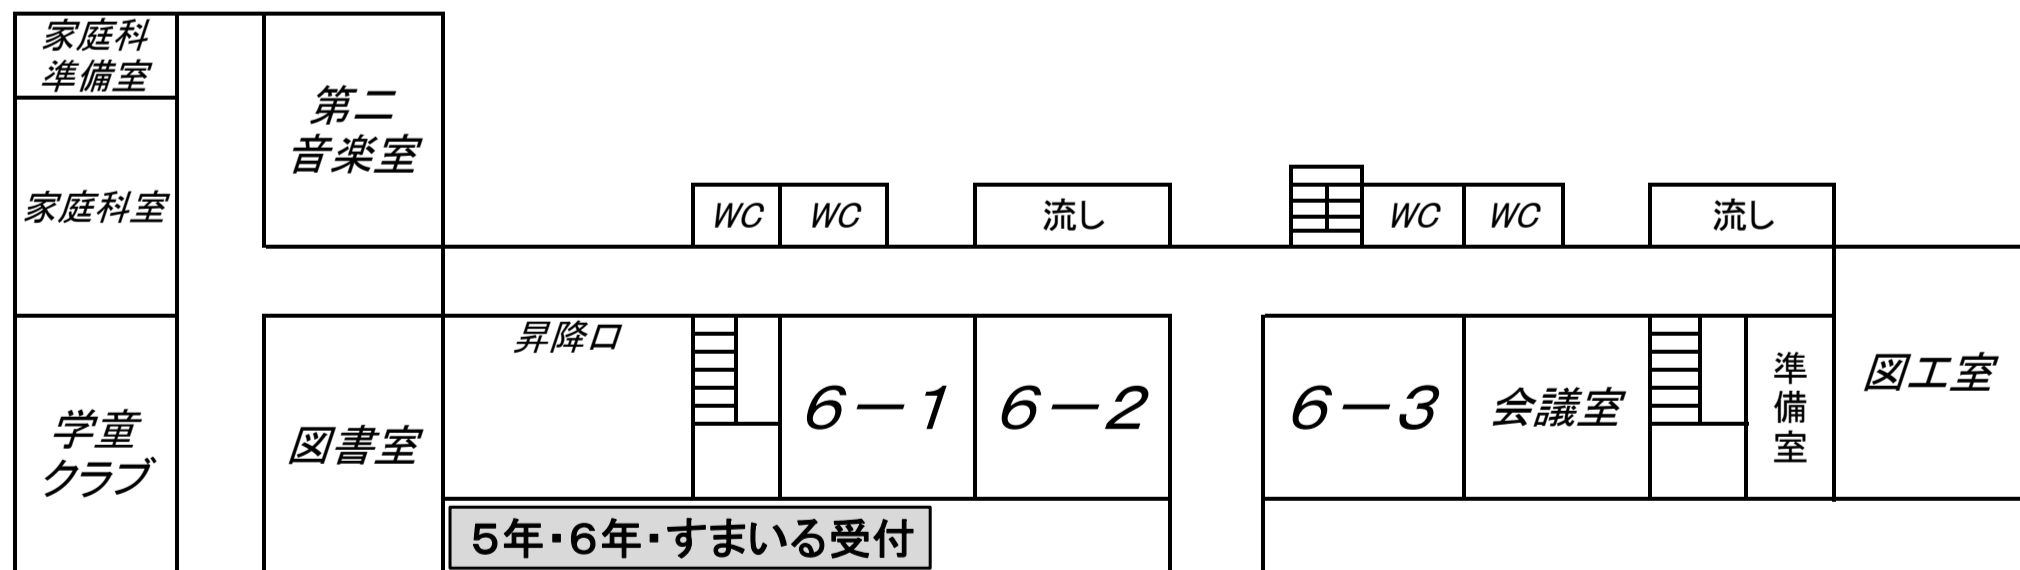 家庭科
準備室
第二
音楽室
家庭科室
WC
WC
流し
WC
WC
流し
昇降口
6－1
6－2
6－3
会議室
準
備
室
図工室
学童
クラブ
図書室
5年・6年・すまいる受付